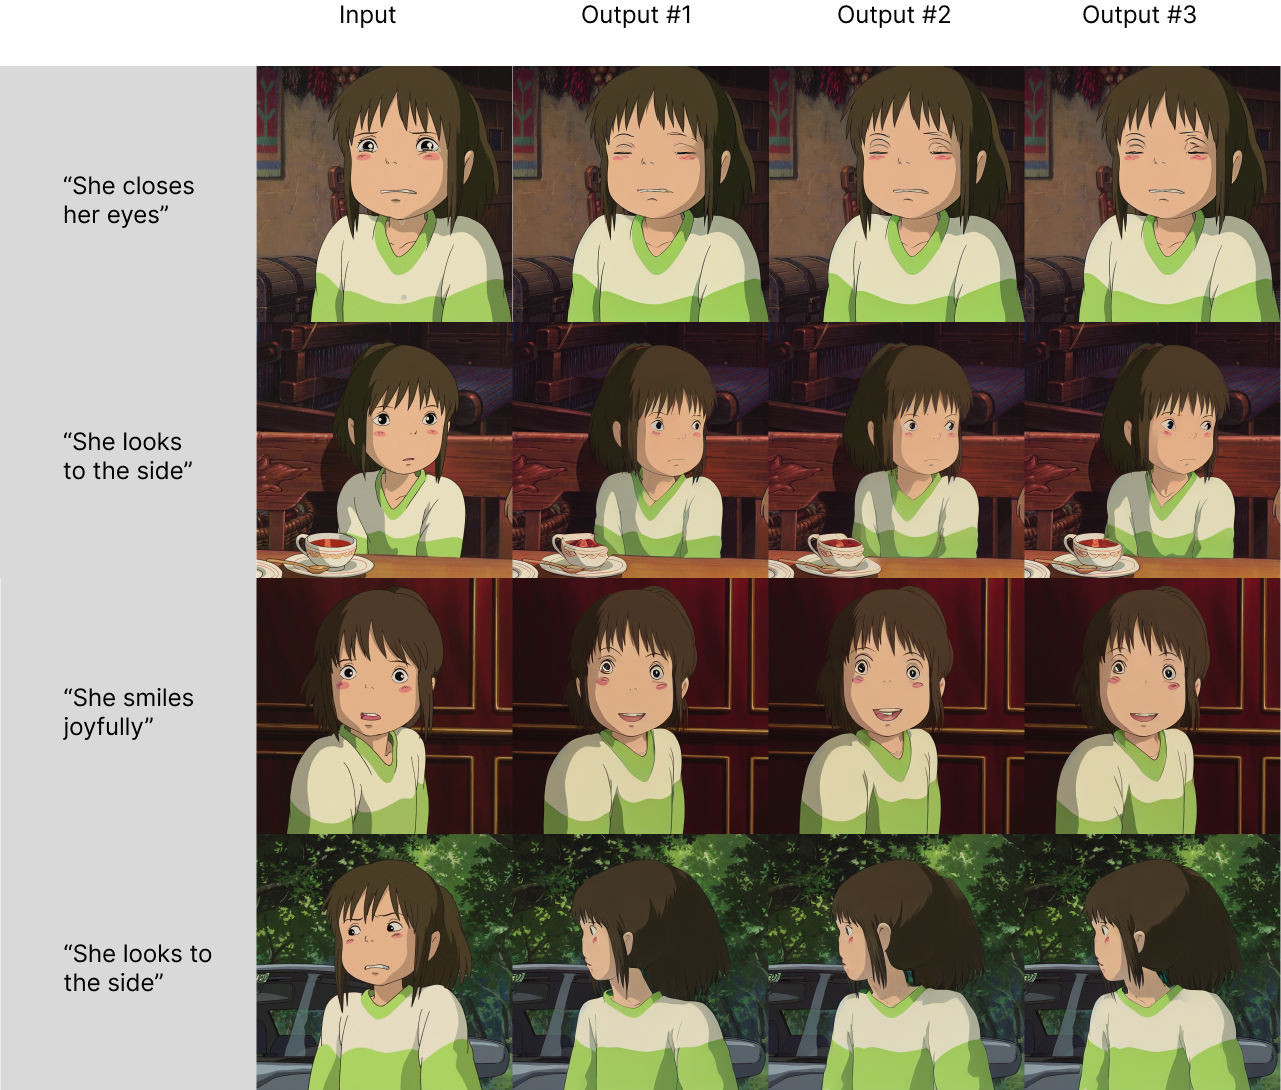 Input
Output #1
Output #2
Output #3
“She closes
her eyes”
“She looks
to the side”
“She smiles
joyfully”
“She looks to
the side”